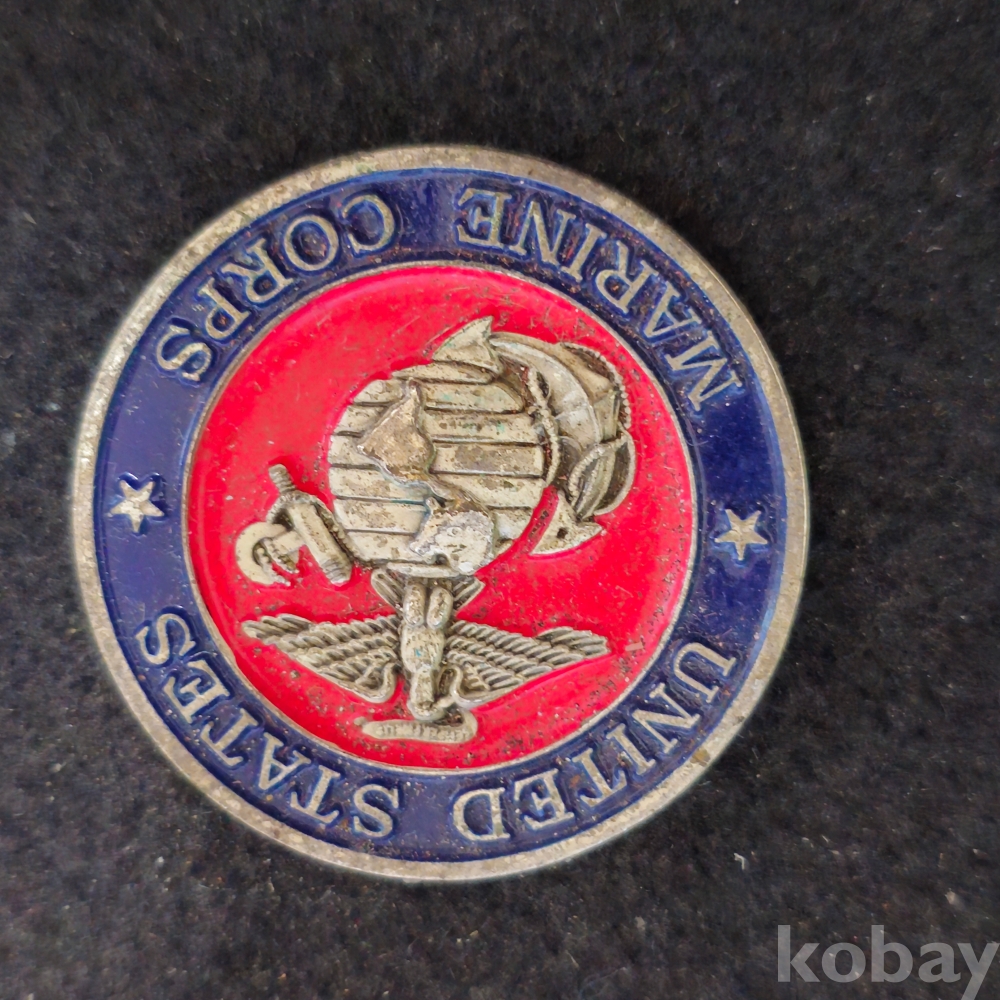 UNITED STATES
MARINE CORPS
kobay